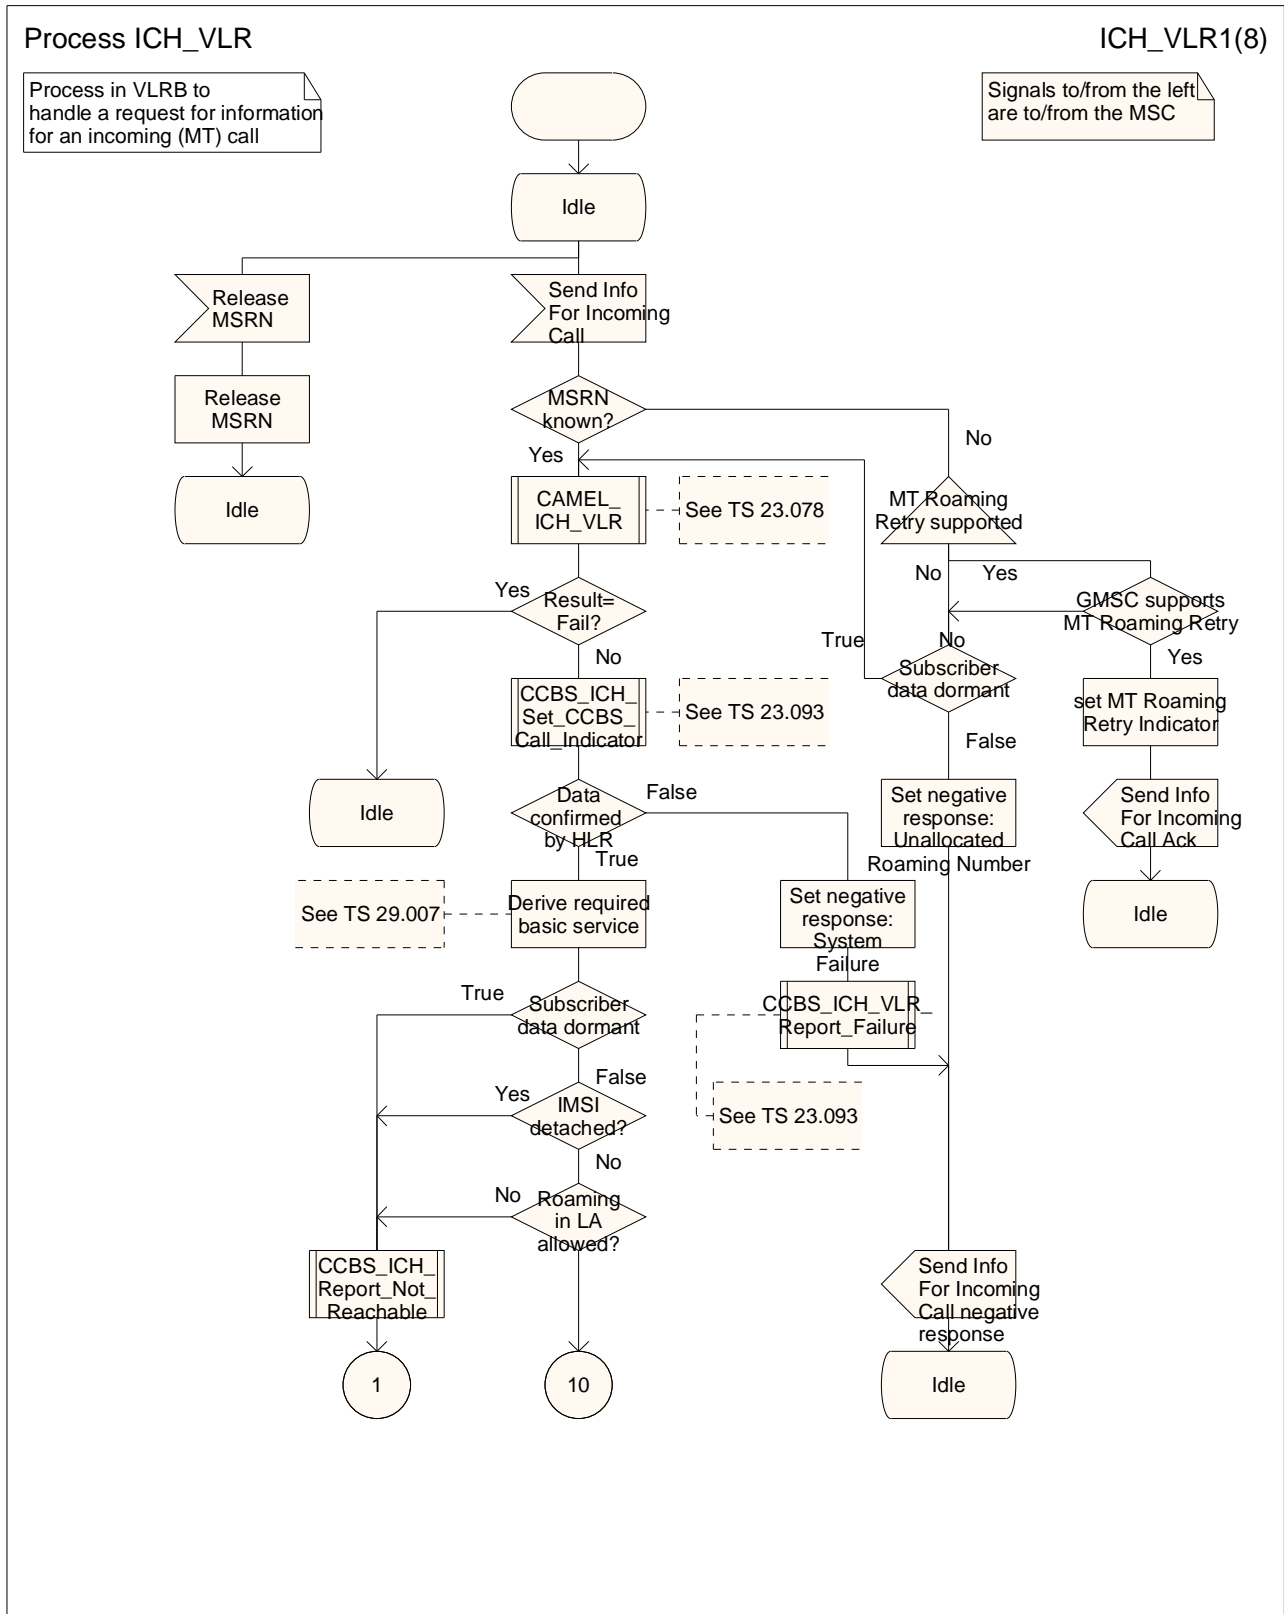 Process ICH_VLR
ICH_VLR1(8)
Process in VLRB to
handle a request for information
for an incoming (MT) call
Signals to/from the left
are to/from the MSC
Idle
Release
MSRN
Send Info
For Incoming
Call
Release
MSRN
MSRN
known?
No
Yes
Idle
CAMEL_
ICH_VLR
See TS 23.078
MT Roaming
Retry supported
No
Yes
Yes
Result=
Fail?
GMSC supports
MT Roaming Retry
True
No
No
Yes
Subscriber
data dormant
CCBS_ICH_
Set_CCBS_
Call_Indicator
See TS 23.093
set MT Roaming
Retry Indicator
False
Idle
Data
confirmed
by HLR
False
True
Set negative
response:
Unallocated
Roaming Number
Send Info
For Incoming
Call Ack
See TS 29.007
Derive required
basic service
Set negative
response:
System
Failure
Idle
True
Subscriber
data dormant
CCBS_ICH_VLR_
Report_Failure
False
Yes
IMSI
detached?
See TS 23.093
No
No
Roaming
in LA
allowed?
CCBS_ICH_
Report_Not_
Reachable
Send Info
For Incoming
Call negative
response
1
10
Idle